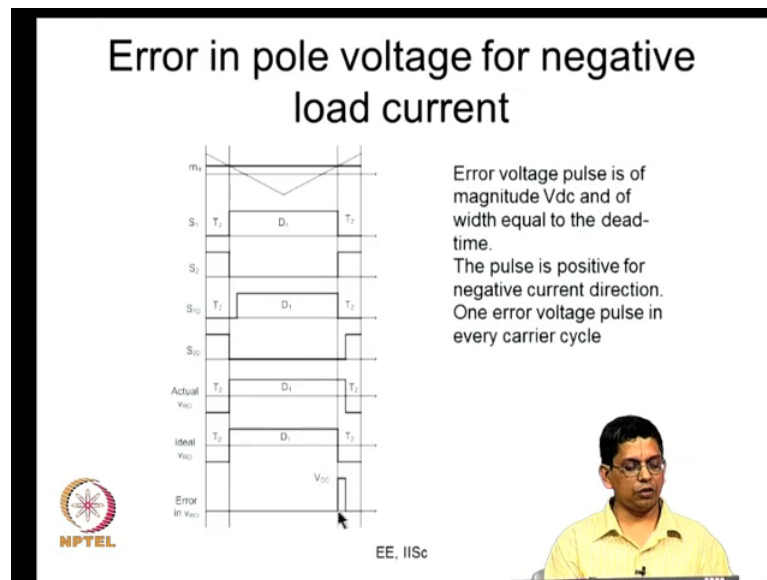 Error in pole voltage for negative
load current
mR
S1 T2 D1 T2
S2
S1D T2 D1 T2
S2D
Actual
vRO
T2 D1 T2
Ideal
vRO
T2 D1 T2
VDC
Error
in vRO
Error voltage pulse is of
magnitude Vdc and of
width equal to the dead-
time.
The pulse is positive for
negative current direction.
One error voltage pulse in
every carrier cycle
NPTEL
EE, IISc